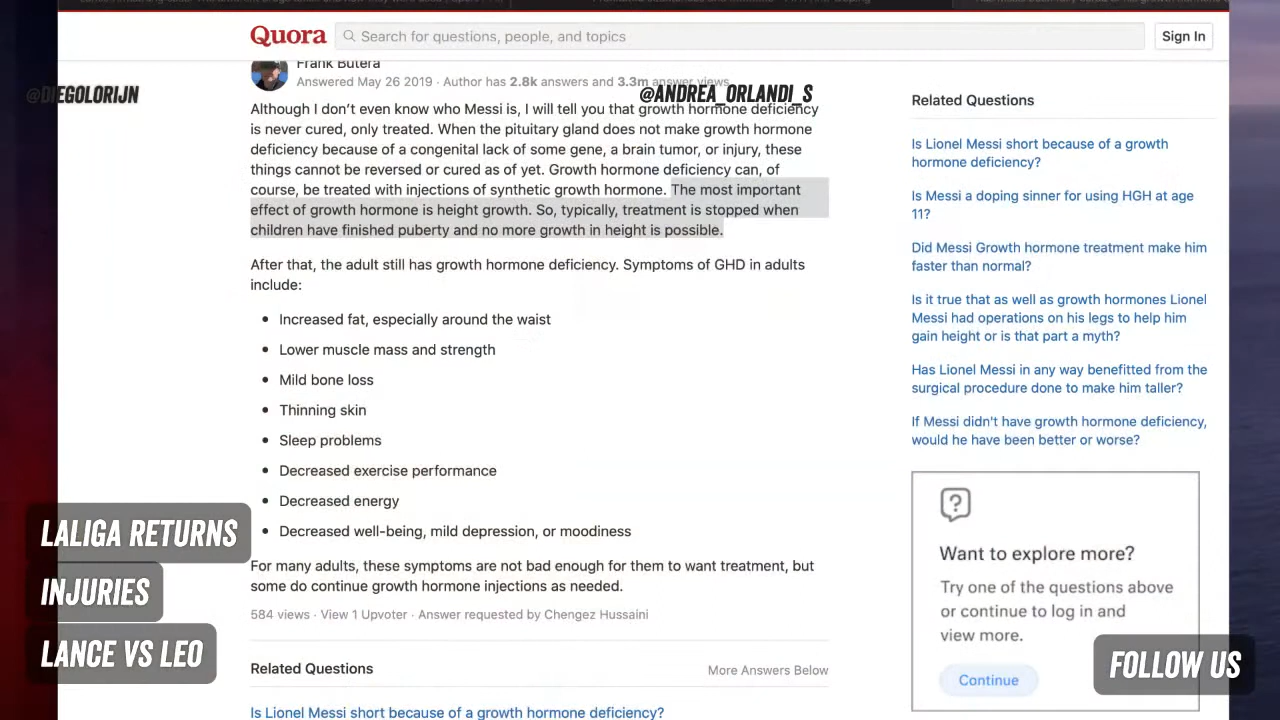 Quora
Search for questions, people, and topics
Sign In
Frank Butera
Answered May 26 2019 · Author has 2.8k answers and 3.3m answer views
@DIEGOLORIJN
@ANDREA_ORLANDI_S
Although I don’t even know who Messi is, I will tell you that growth hormone deficiency
is never cured, only treated. When the pituitary gland does not make growth hormone
deficiency because of a congenital lack of some gene, a brain tumor, or injury, these
things cannot be reversed or cured as of yet. Growth hormone deficiency can, of
course, be treated with injections of synthetic growth hormone. The most important
effect of growth hormone is height growth. So, typically, treatment is stopped when
children have finished puberty and no more growth in height is possible.
After that, the adult still has growth hormone deficiency. Symptoms of GHD in adults
include:
• Increased fat, especially around the waist
• Lower muscle mass and strength
• Mild bone loss
• Thinning skin
• Sleep problems
• Decreased exercise performance
• Decreased energy
• Decreased well-being, mild depression, or moodiness
For many adults, these symptoms are not bad enough for them to want treatment, but
some do continue growth hormone injections as needed.
584 views · View 1 Upvoter · Answer requested by Chengez Hussaini
Related Questions
More Answers Below
Is Lionel Messi short because of a growth hormone deficiency?
Related Questions
Is Lionel Messi short because of a growth
hormone deficiency?
Is Messi a doping sinner for using HGH at age
11?
Did Messi Growth hormone treatment make him
faster than normal?
Is it true that as well as growth hormones Lionel
Messi had operations on his legs to help him
gain height or is that part a myth?
Has Lionel Messi in any way benefitted from the
surgical procedure done to make him taller?
If Messi didn't have growth hormone deficiency,
would he have been better or worse?
Want to explore more?
Try one of the questions above
or continue to log in and
view more.
Continue
LALIGA RETURNS
INJURIES
LANCE VS LEO
FOLLOW US